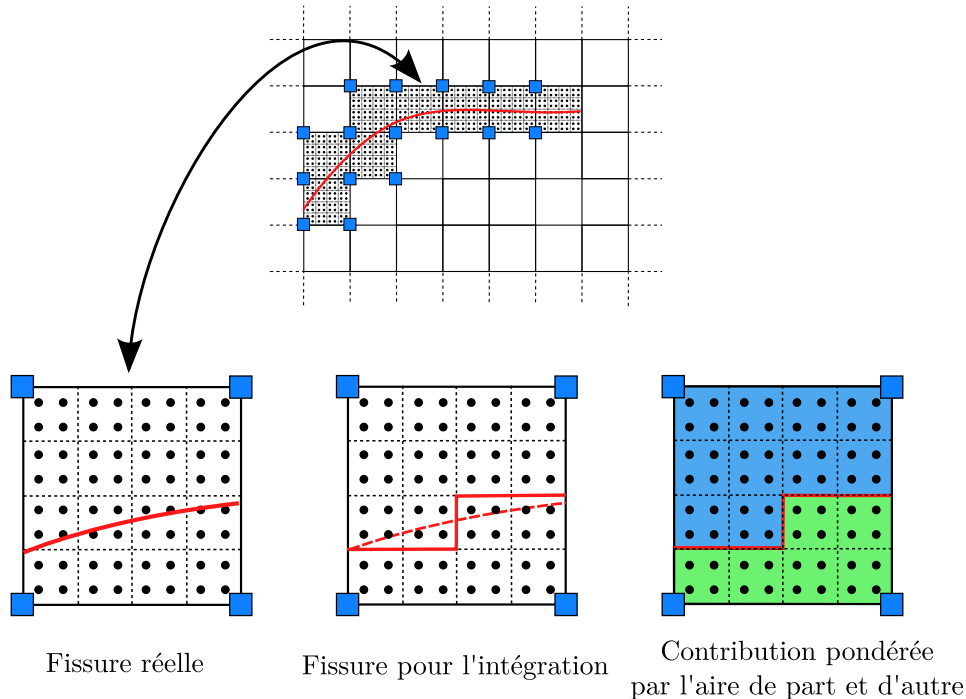 Fissure réelle
Fissure pour l'intégration
Contribution pondérée
par l'aire de part et d'autre